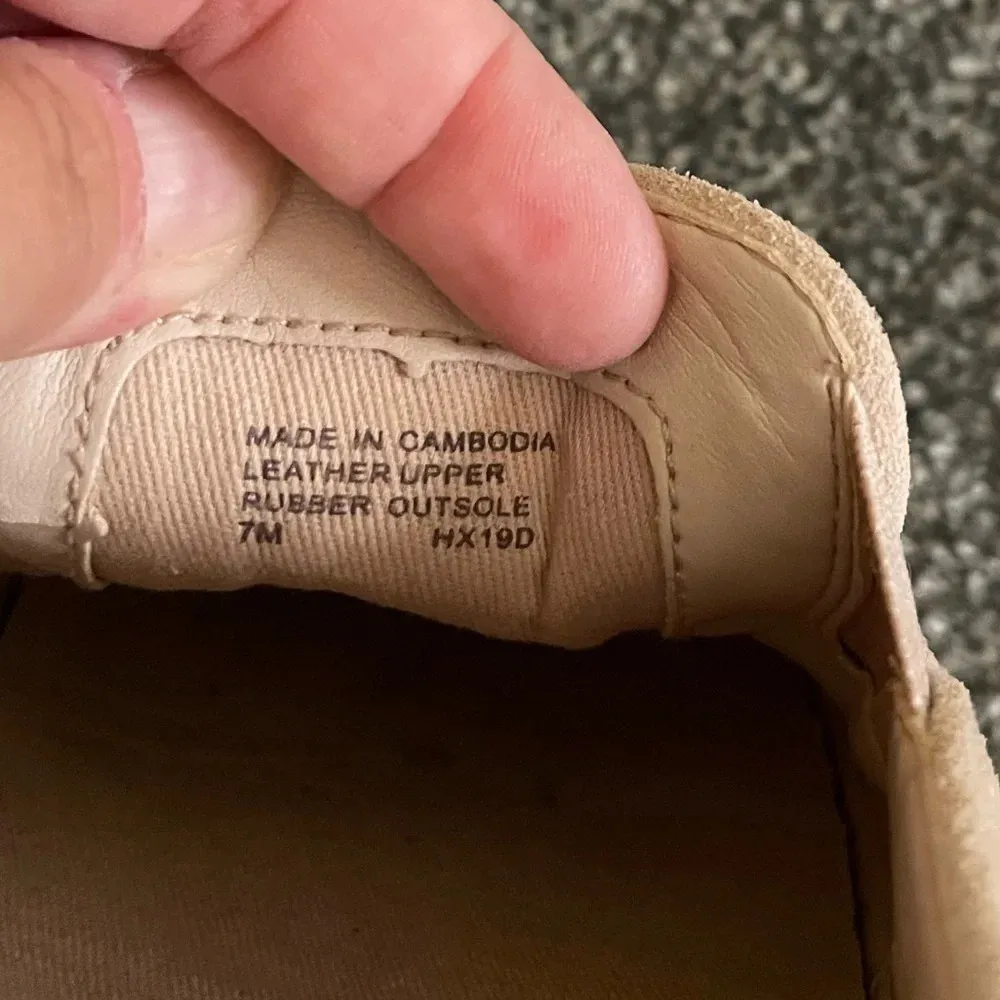 MADE IN CAMBODIA
LEATHER UPPER
RUBBER OUTSOLE
7M HX19D